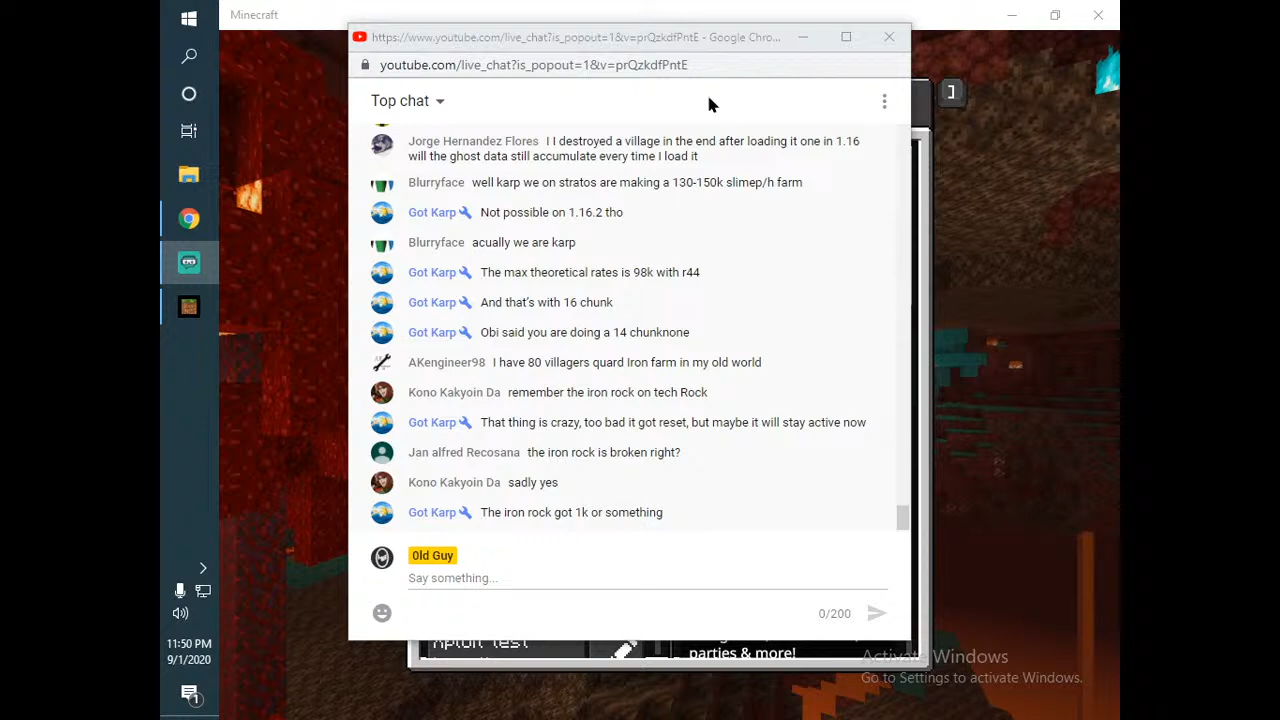 Minecraft
https://www.youtube.com/live_chat?is_popout=1&v=prQzkdfPntE - Google Chro...
youtube.com/live_chat?is_popout=1&v=prQzkdfPntE
Top chat
Jorge Hernandez Flores I I destroyed a village in the end after loading it one in 1.16
will the ghost data still accumulate every time I load it
Blurryface well karp we on stratos are making a 130-150k slimep/h farm
Got Karp Not possible on 1.16.2 tho
Blurryface acually we are karp
Got Karp The max theoretical rates is 98k with r44
Got Karp And that's with 16 chunk
Got Karp Obi said you are doing a 14 chunknone
AKengineer98 I have 80 villagers quard Iron farm in my old world
Kono Kakyoin Da remember the iron rock on tech Rock
Got Karp That thing is crazy, too bad it got reset, but maybe it will stay active now
Jan alfred Recosana the iron rock is broken right?
Kono Kakyoin Da sadly yes
Got Karp The iron rock got 1k or something
0ld Guy
Say something...
0/200
parties & more!
Activate Windows
Go to Settings to activate Windows.
11:50 PM
9/1/2020
1